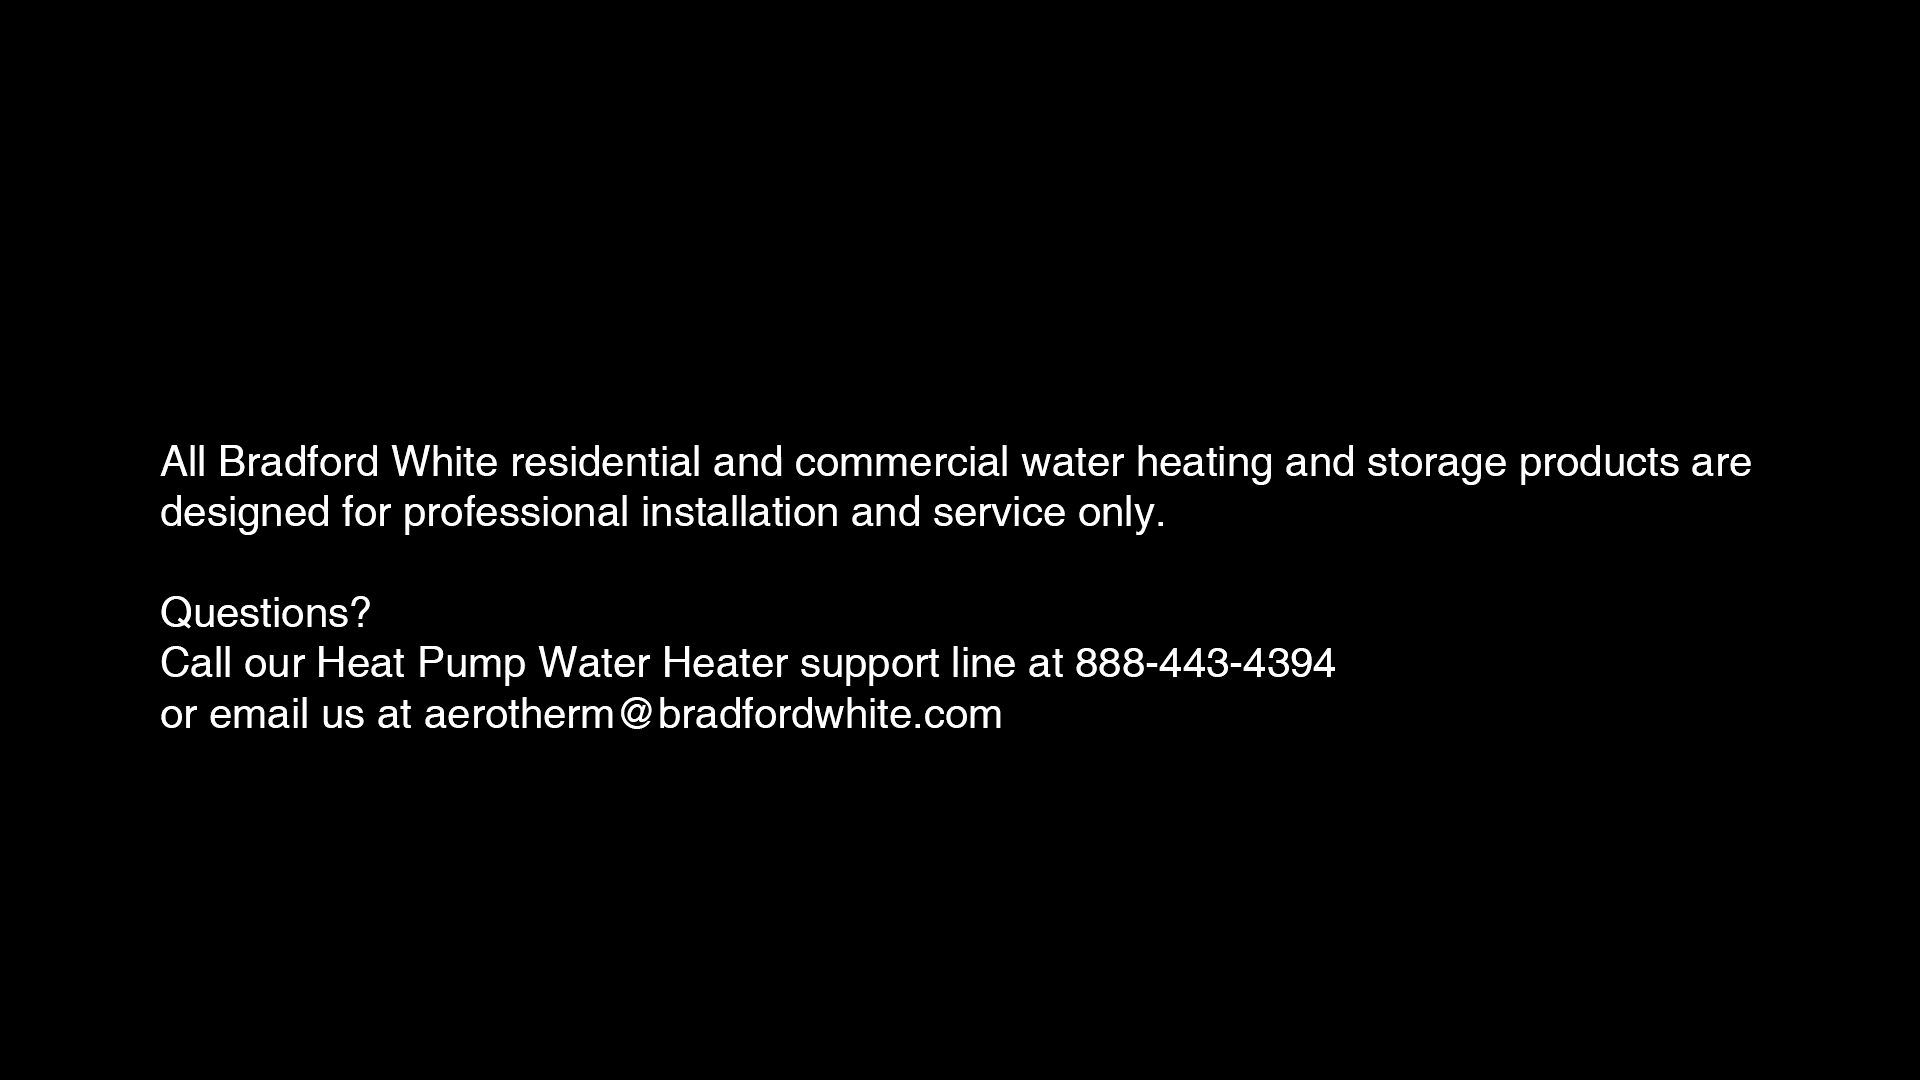 All Bradford White residential and commercial water heating and storage products are
designed for professional installation and service only.
Questions?
Call our Heat Pump Water Heater support line at 888-443-4394
or email us at aerotherm@bradfordwhite.com